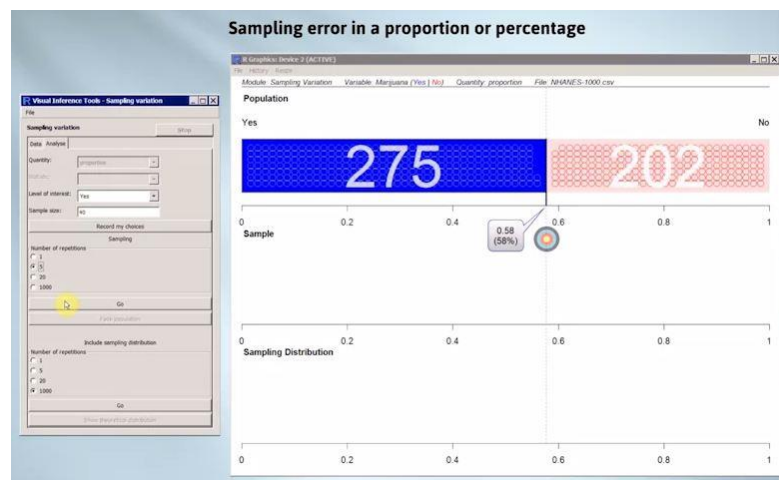 Sampling error in a proportion or percentage
R Graphics: Device 2 (ACTIVE)
File History Resize
Module: Sampling Variation Variable: Marijuana (Yes | No) Quantity: proportion File: NHANES-1000.csv
Population
Yes No
275 202
0 0.2 0.4 0.6 0.8 1
0.58
(58%)
Sample
0 0.2 0.4 0.6 0.8 1
Sampling Distribution
0 0.2 0.4 0.6 0.8 1
Visual Inference Tools - Sampling variation
File
Sampling variation
Data Analyse
Quantity: proportion
Level of interest: Yes
Sample size: 40
Record my choices
Sampling
Number of repetitions
1
5
20
1000
Go
Include sampling distribution
Number of repetitions
1
5
20
1000
Go
Show theoretical distribution